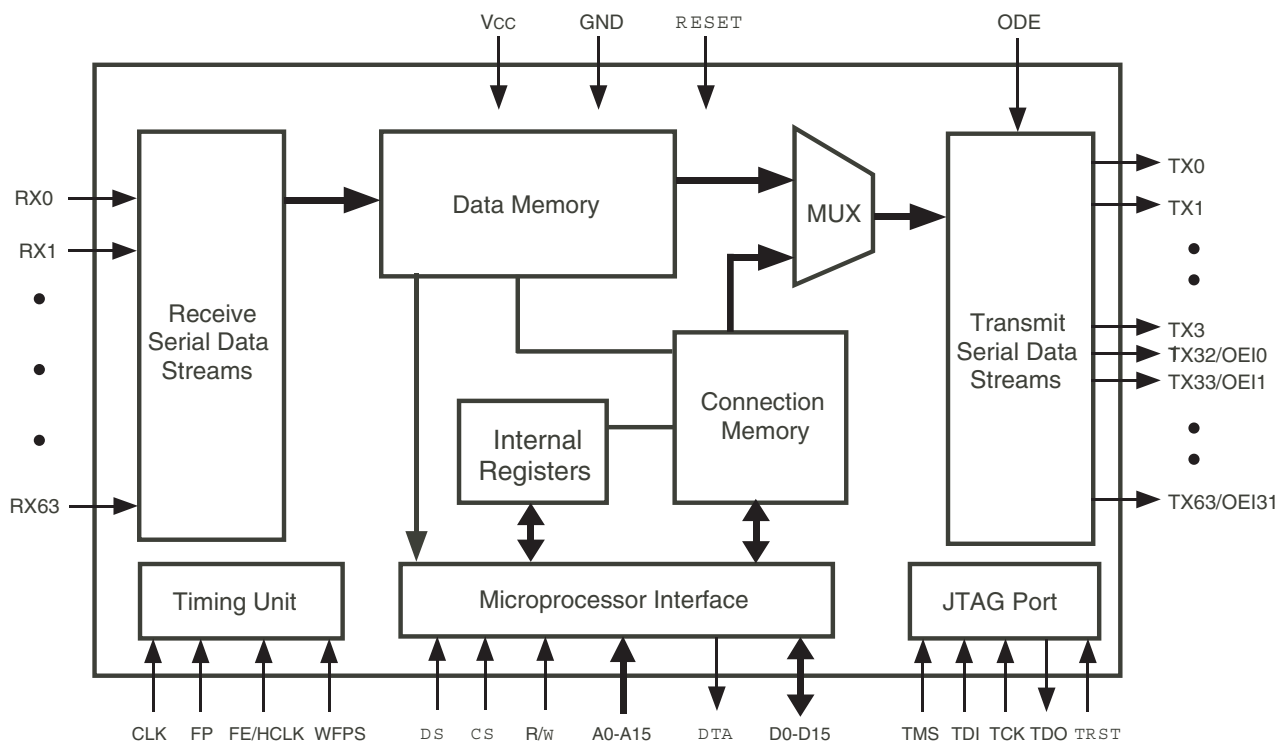 Vcc GND RESET ODE
RX0
RX1
RX63
Receive
Serial Data
Streams
Data Memory
MUX
Internal
Registers
Connection
Memory
Transmit
Serial Data
Streams
TX0
TX1
TX3
TX32/OEI0
TX33/OEI1
TX63/OEI31
Timing Unit
Microprocessor Interface
JTAG Port
CLK FP FE/HCLK WFPS DS CS R/W A0-A15 DTA D0-D15 TMS TDI TCK TDO TRST